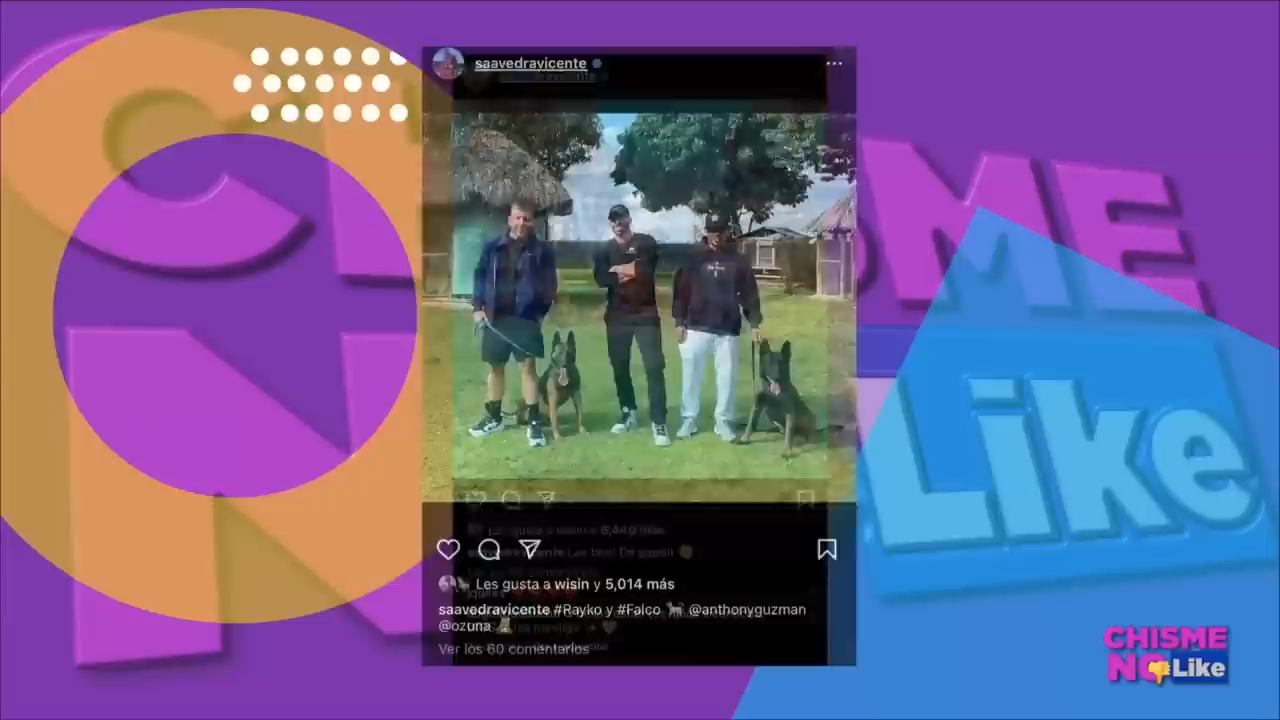 saavedravicente
Les gusta a wisin y 5,014 más
saavedravicente #Rayko y #Falco @anthonyguzman
@ozuna
Ver los 60 comentarios
ME
Like
CHISME
NO Like